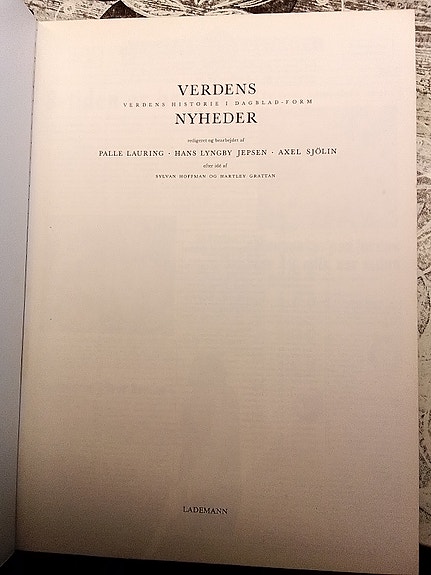 VERDENS
VERDENS HISTORIE I DAGBLAD-FORM
NYHEDER
redigeret og bearbejdet af
PALLE LAURING · HANS LYNGBY JEPSEN · AXEL SJÖLIN
efter idé af
SYLVAN HOFFMAN OG HARTLEY GRATTAN
LADEMANN